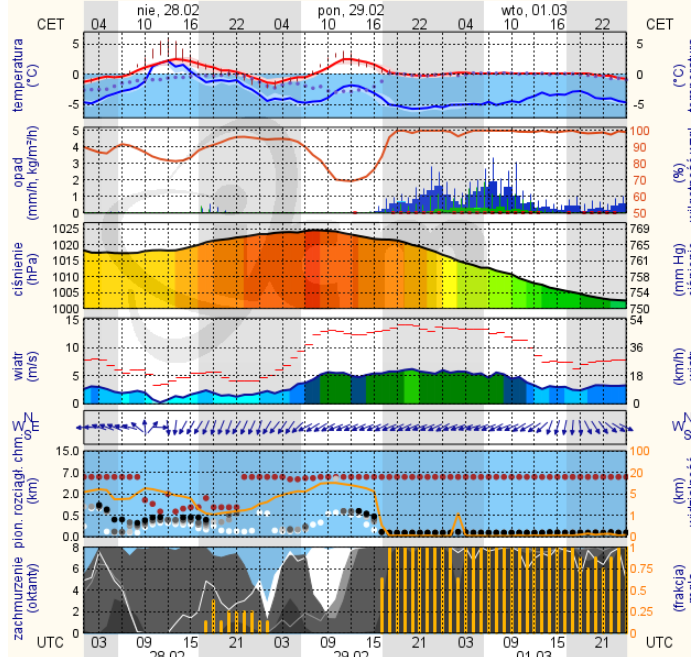 nie, 28.02 pon, 29.02 wto, 01.03
CET 04 10 16 22 04 10 16 22 04 10 16 22 CET
temperatura
(°C)
5
0
-5
5
0
-5
(°C)
opad
(mm/h, kg/m²/h)
5
4
3
2
1
0
100
90
80
70
60
50
(%)
ciśnienie
(hPa)
1025
1020
1015
1010
1005
1000
769
765
761
758
754
750
(mm Hg)
wiatr
(m/s)
15
10
5
0
54
36
18
0
(km/h)
N
W E
S
N
W
S
pion. rozciągł. chm.
(km)
15.0
7.0
2.0
0.5
0.0
100
20
5
1
0
(km)
zachmurzenie
(oktanty)
8
6
4
2
0
1
0.75
0.5
0.25
0
(frakcja)
UTC 03 09 15 21 03 09 15 21 03 09 15 21 UTC
28.02 29.02 01.03